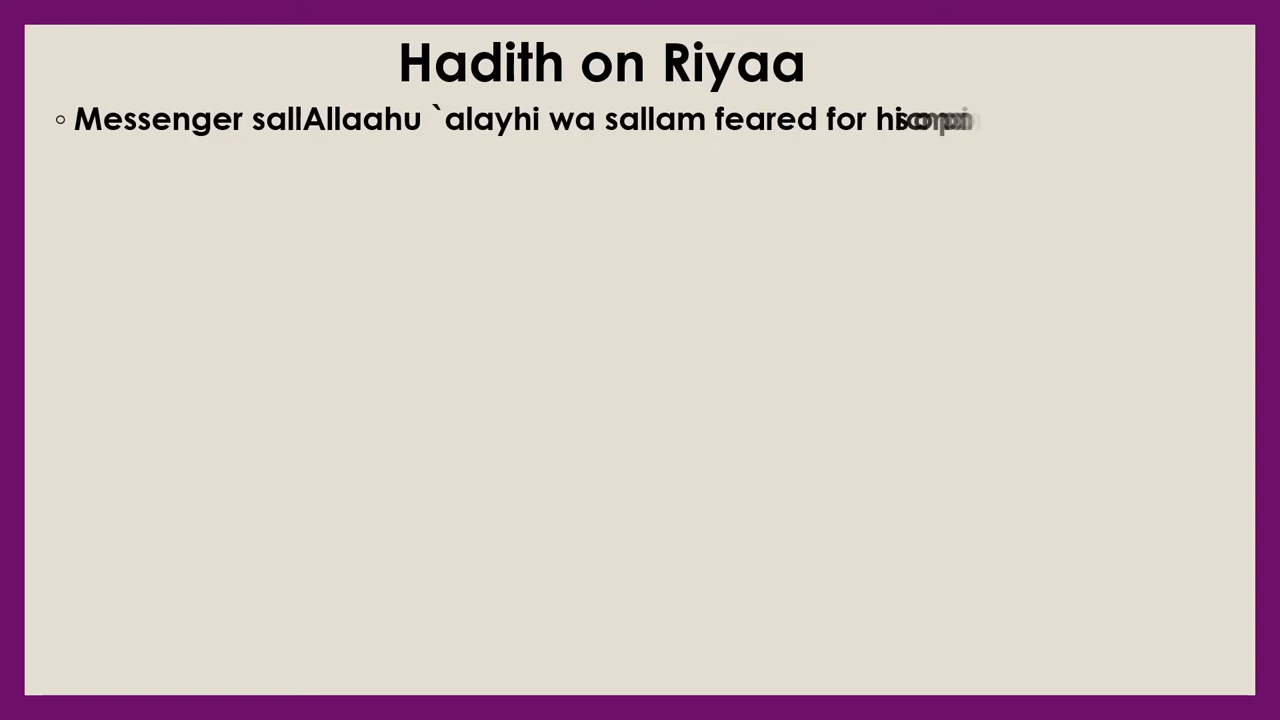 Hadith on Riyaa
◦ Messenger sallAllaahu `alayhi wa sallam feared for his